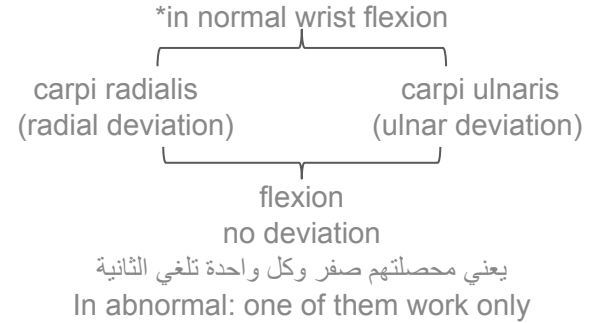 *in normal wrist flexion
carpi radialis carpi ulnaris
(radial deviation) (ulnar deviation)
flexion
no deviation
يعني محصلتهم صفر وكل واحدة تلغي الثانية
In abnormal: one of them work only